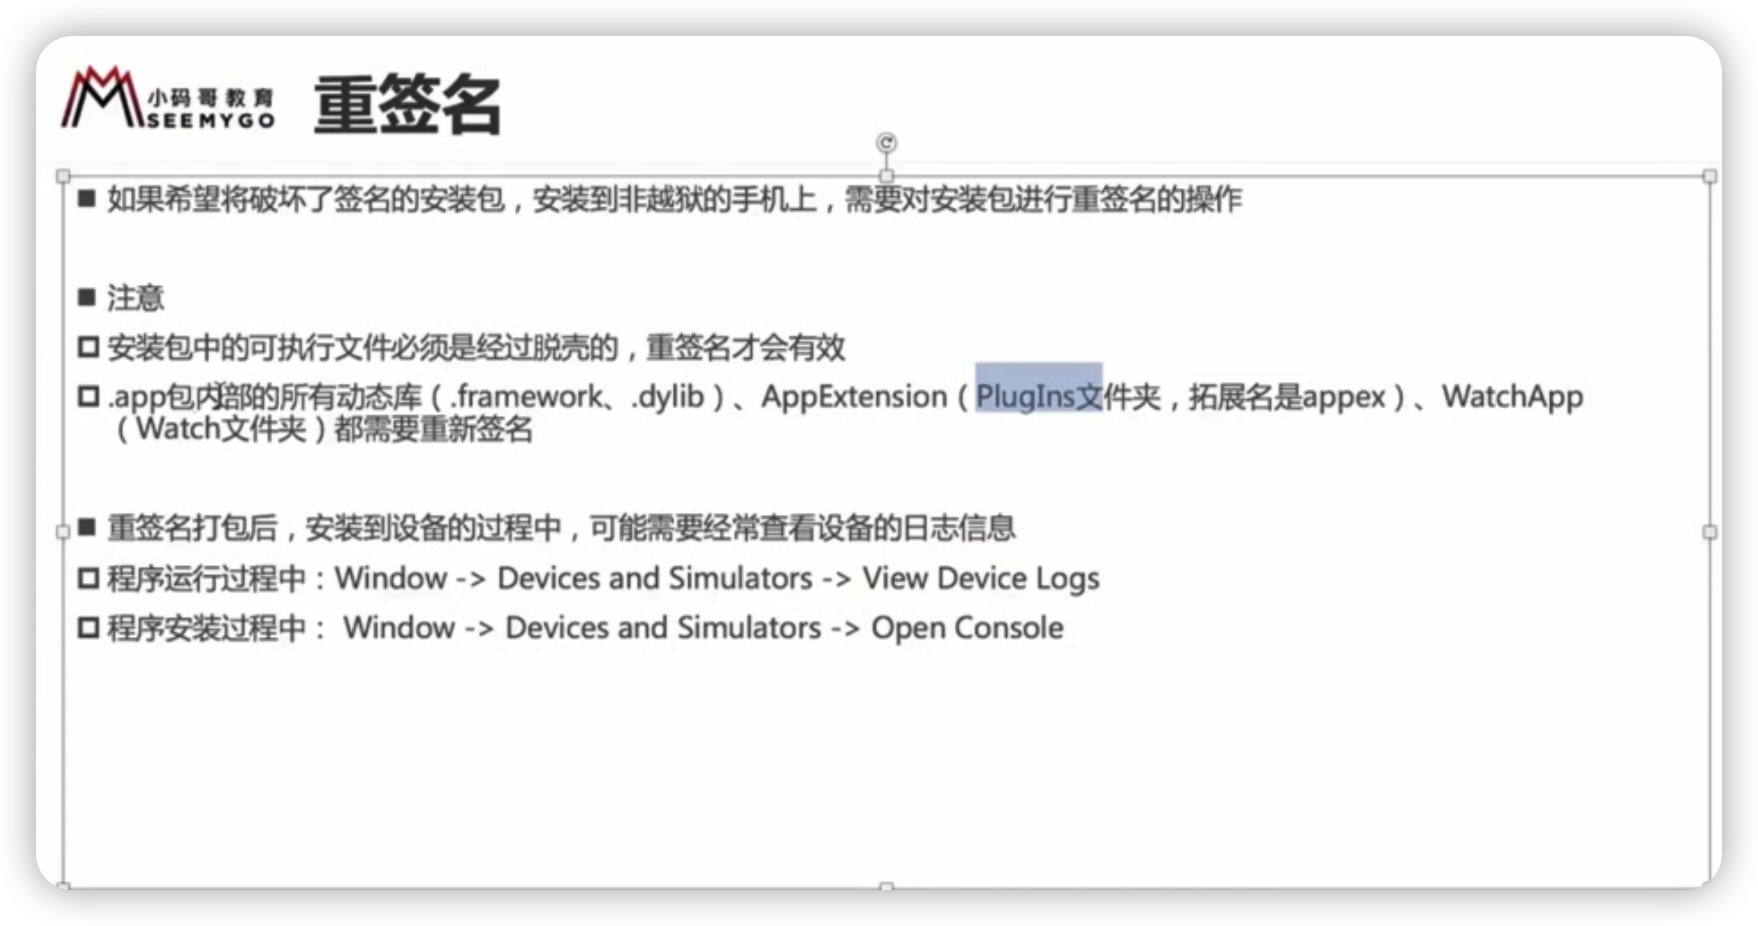 小码哥教育
SEEMYGO
重签名
■ 如果希望将破坏了签名的安装包，安装到非越狱的手机上，需要对安装包进行重签名的操作
■ 注意
□ 安装包中的可执行文件必须是经过脱壳的，重签名才会有效
□ .app包内部的所有动态库（.framework、.dylib）、AppExtension（PlugIns文件夹，拓展名是appex）、WatchApp
（Watch文件夹）都需要重新签名
■ 重签名打包后，安装到设备的过程中，可能需要经常查看设备的日志信息
□ 程序运行过程中：Window -> Devices and Simulators -> View Device Logs
□ 程序安装过程中： Window -> Devices and Simulators -> Open Console